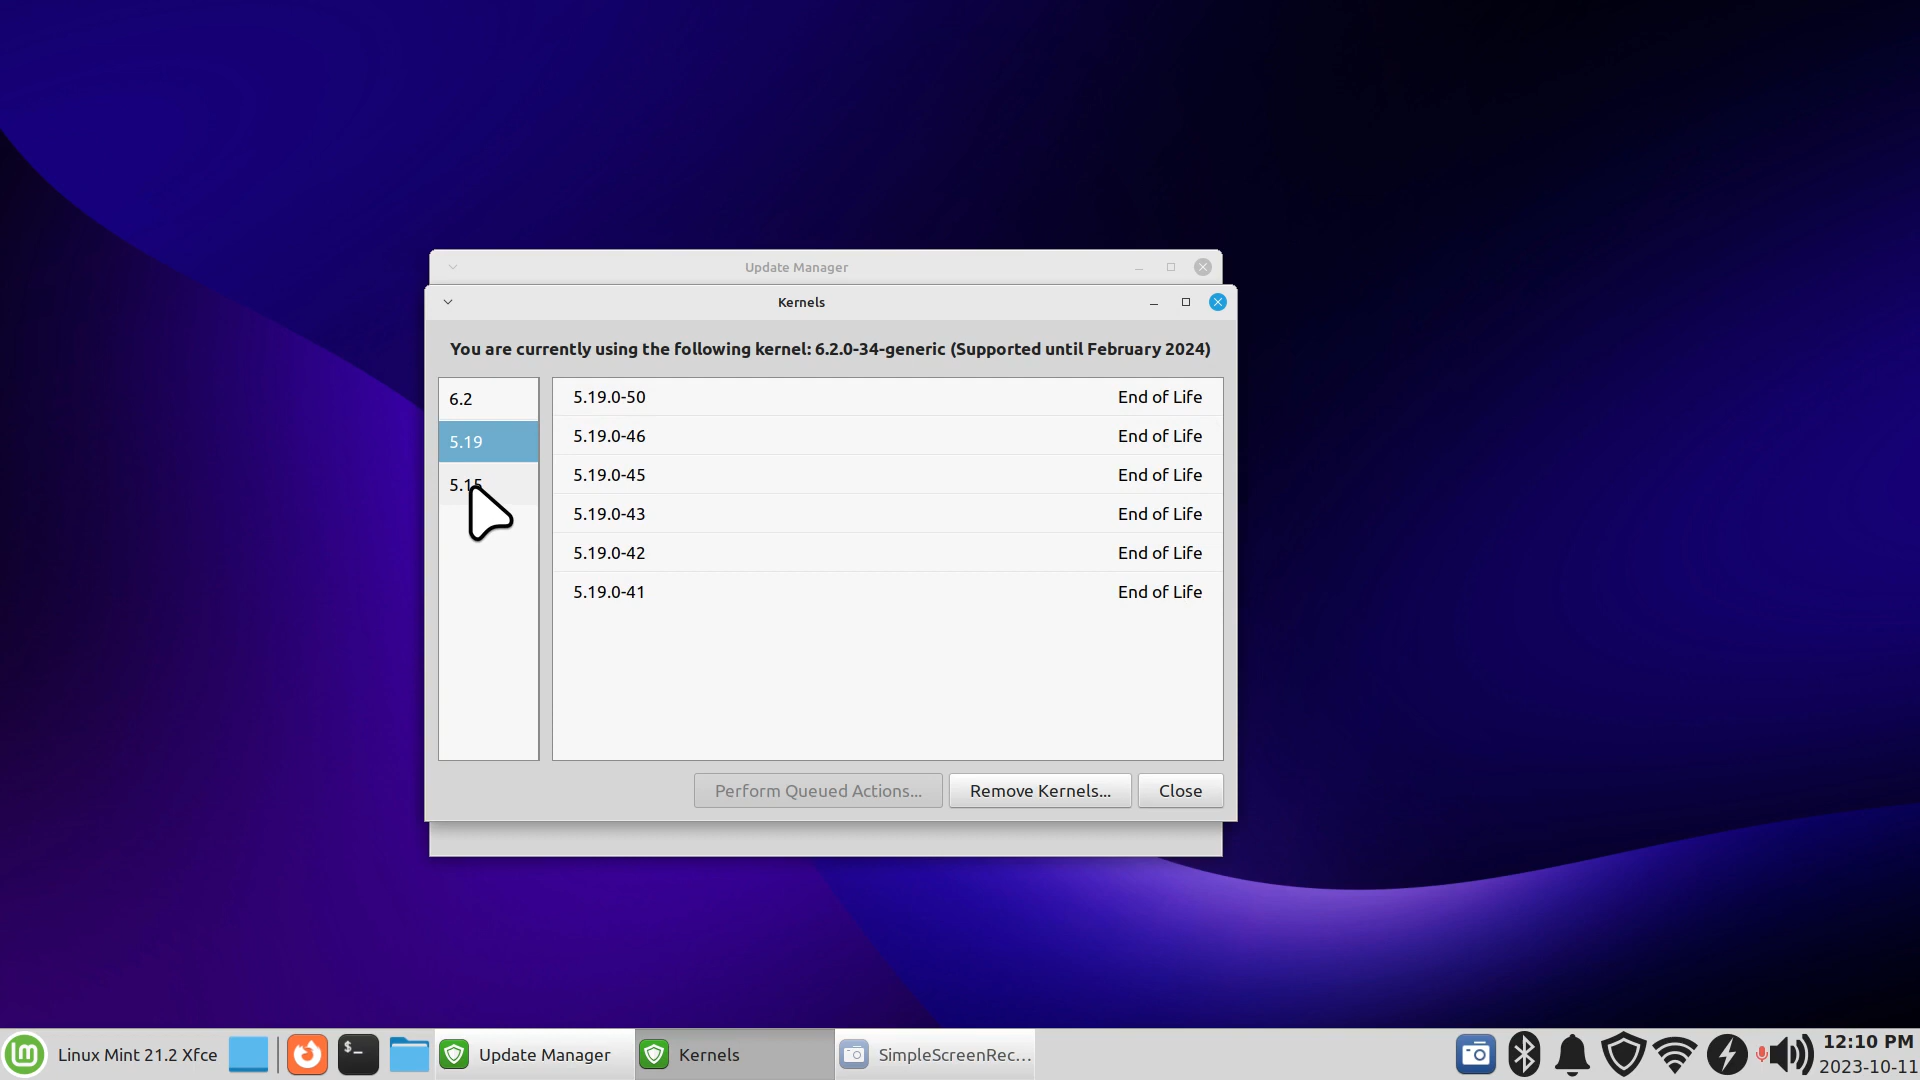 Update Manager
Kernels
You are currently using the following kernel: 6.2.0-34-generic (Supported until February 2024)
6.2
5.19
5.15
5.19.0-50 End of Life
5.19.0-46 End of Life
5.19.0-45 End of Life
5.19.0-43 End of Life
5.19.0-42 End of Life
5.19.0-41 End of Life
Perform Queued Actions... Remove Kernels... Close
Linux Mint 21.2 Xfce $_ Update Manager Kernels SimpleScreenRec... 12:10 PM
2023-10-11